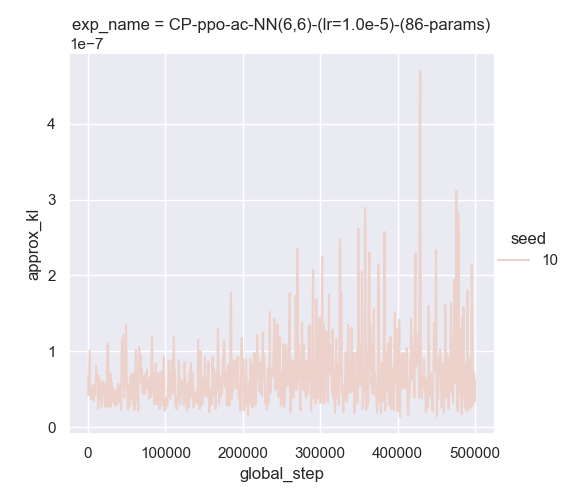 exp_name = CP-ppo-ac-NN(6,6)-(lr=1.0e-5)-(86-params)
1e−7
4
3
2
1
0
approx_kl
seed
10
0 100000 200000 300000 400000 500000
global_step